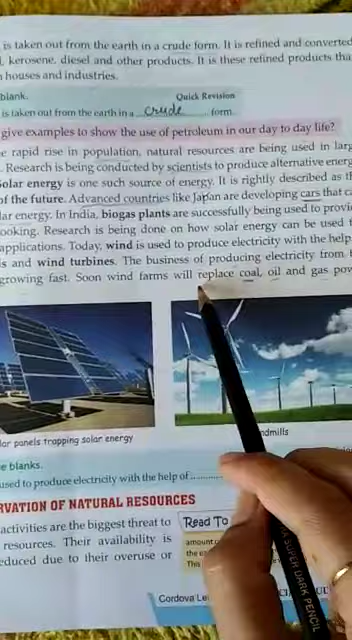 is taken out from the earth in a crude form. It is refined and converted
kerosene, diesel and other products. It is these refined products tha
houses and industries.
blank. Quick Revision
is taken out from the earth in a crude form.
give examples to show the use of petroleum in our day to day life?
e rapid rise in population, natural resources are being used in larg
Research is being conducted by scientists to produce alternative energ
Solar energy is one such source of energy. It is rightly described as th
of the future. Advanced countries like Japan are developing cars that ca
lar energy. In India, biogas plants are successfully being used to provi
ooking. Research is being done on how solar energy can be used t
applications. Today, wind is used to produce electricity with the help
s and wind turbines. The business of producing electricity from
growing fast. Soon wind farms will replace coal, oil and gas pow
lar panels trapping solar energy
ndmills
e blanks.
used to produce electricity with the help of ...........
RVATION OF NATURAL RESOURCES
activities are the biggest threat to
resources. Their availability is
educed due to their overuse or
Read To
amount
the ea
This
Cordova Le
SUPER DARK PENCIL